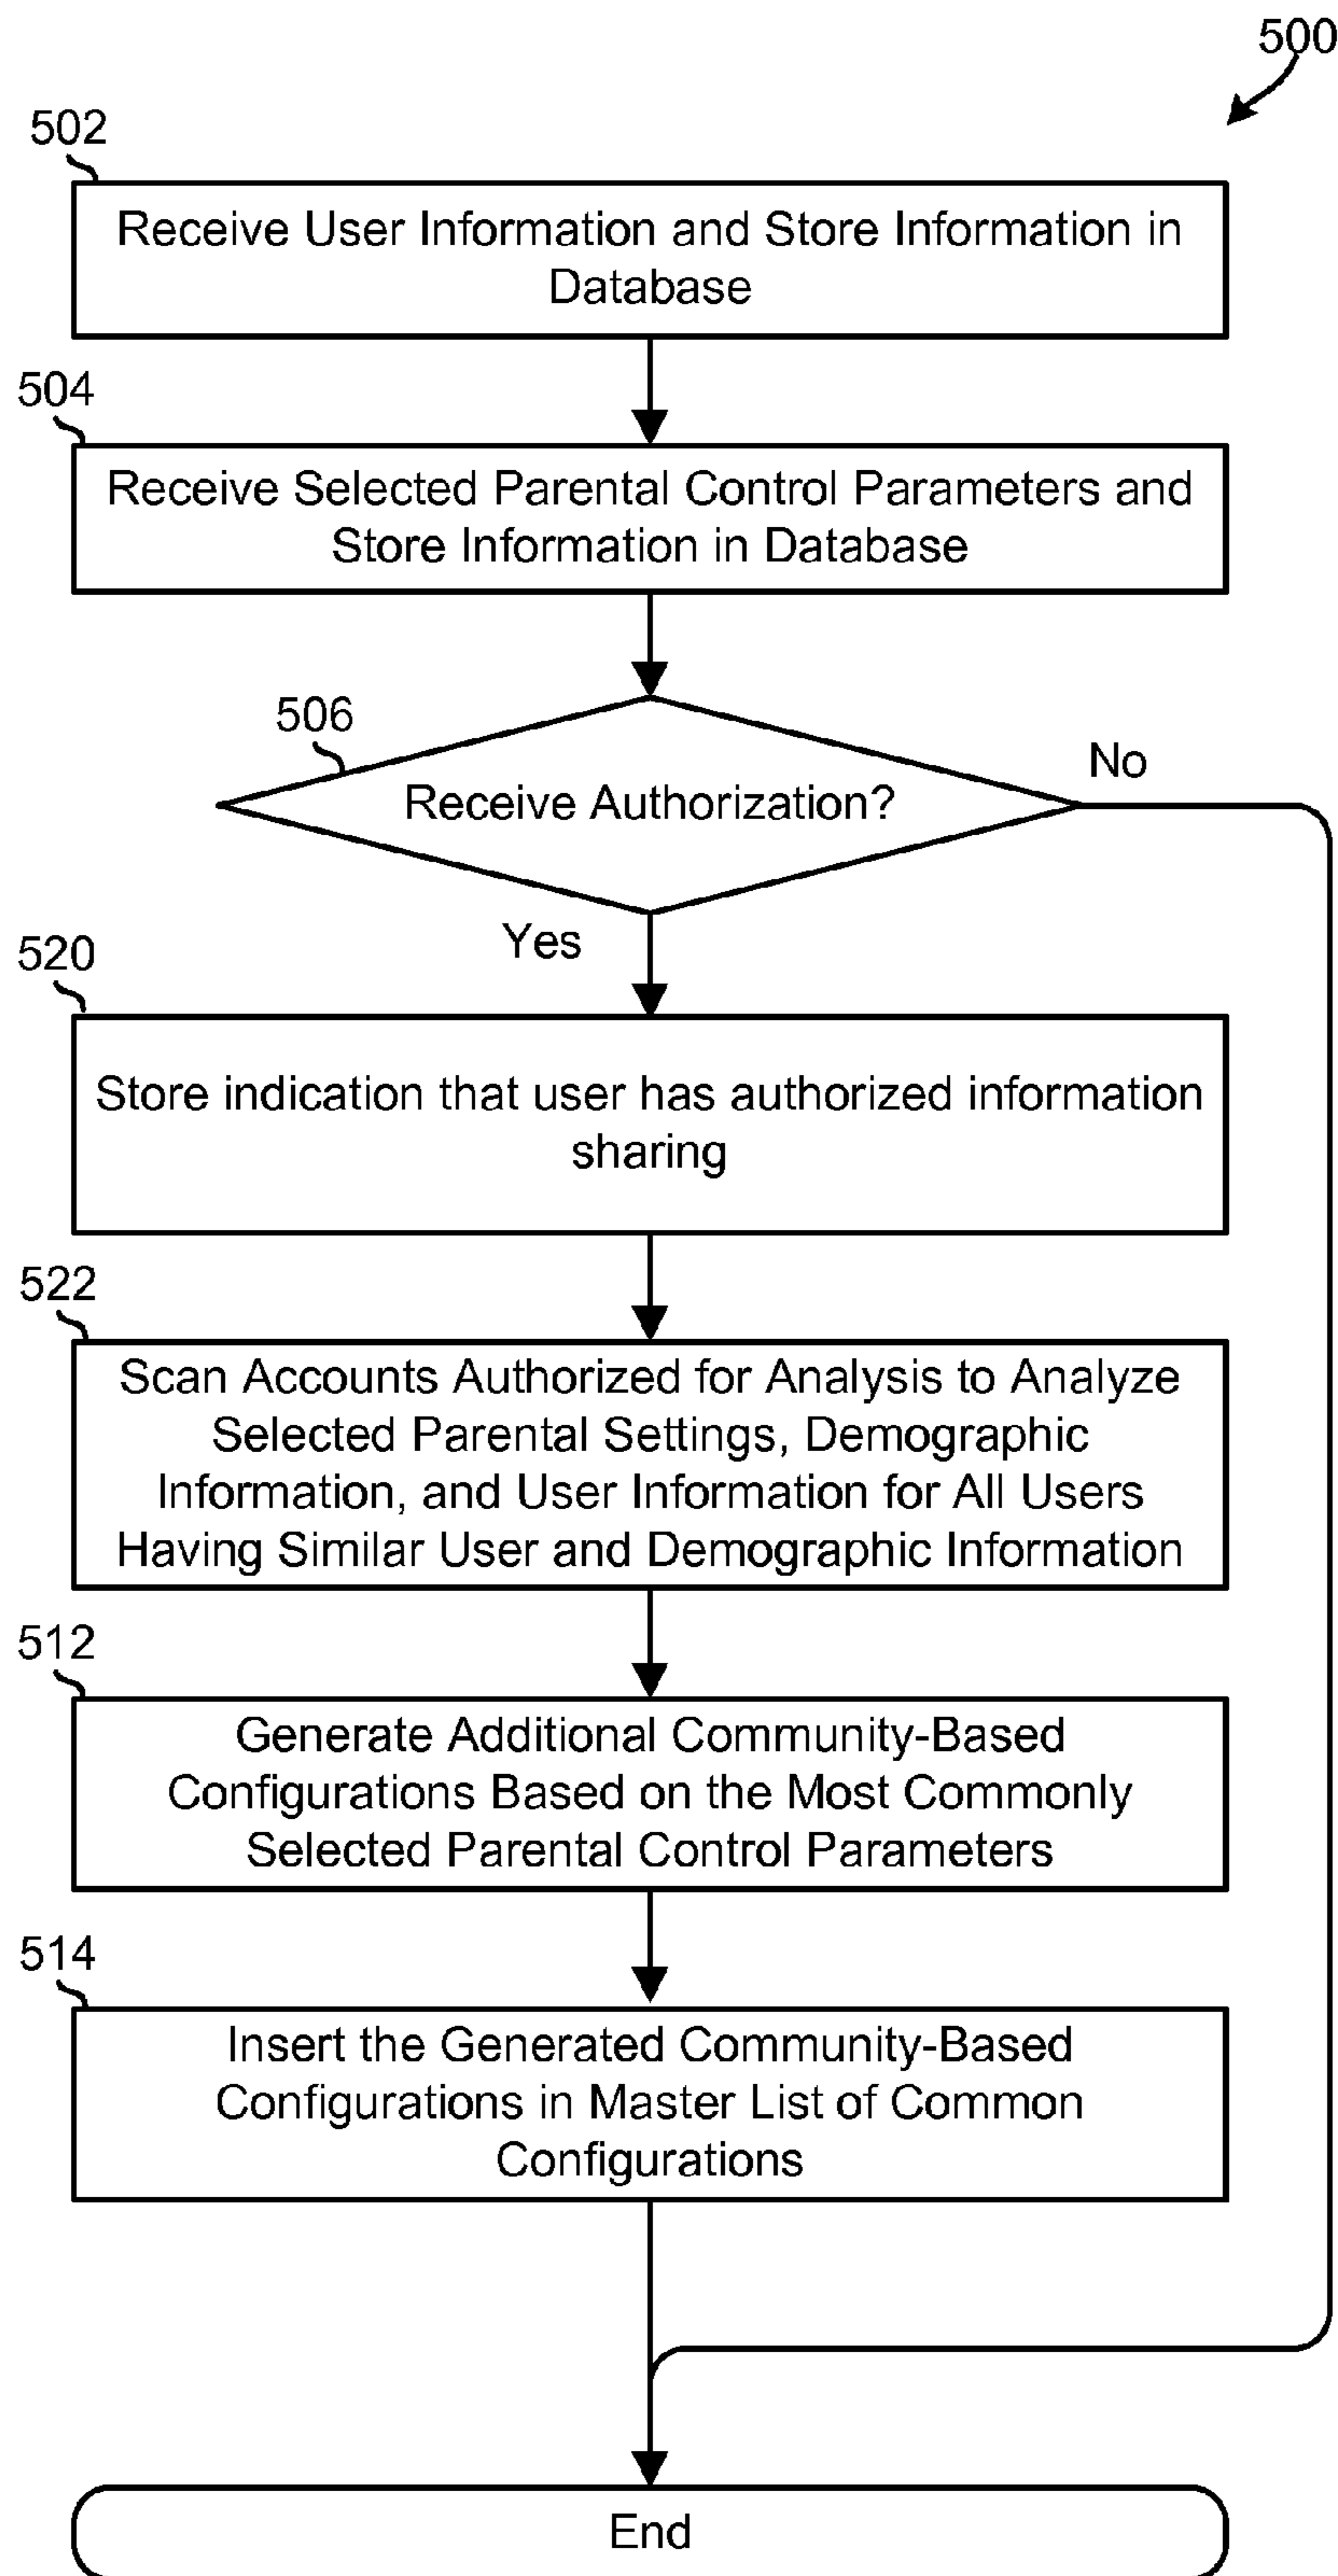 500
502
Receive User Information and Store Information in
Database
504
Receive Selected Parental Control Parameters and
Store Information in Database
506
Receive Authorization?
No
Yes
520
Store indication that user has authorized information
sharing
522
Scan Accounts Authorized for Analysis to Analyze
Selected Parental Settings, Demographic
Information, and User Information for All Users
Having Similar User and Demographic Information
512
Generate Additional Community-Based
Configurations Based on the Most Commonly
Selected Parental Control Parameters
514
Insert the Generated Community-Based
Configurations in Master List of Common
Configurations
End